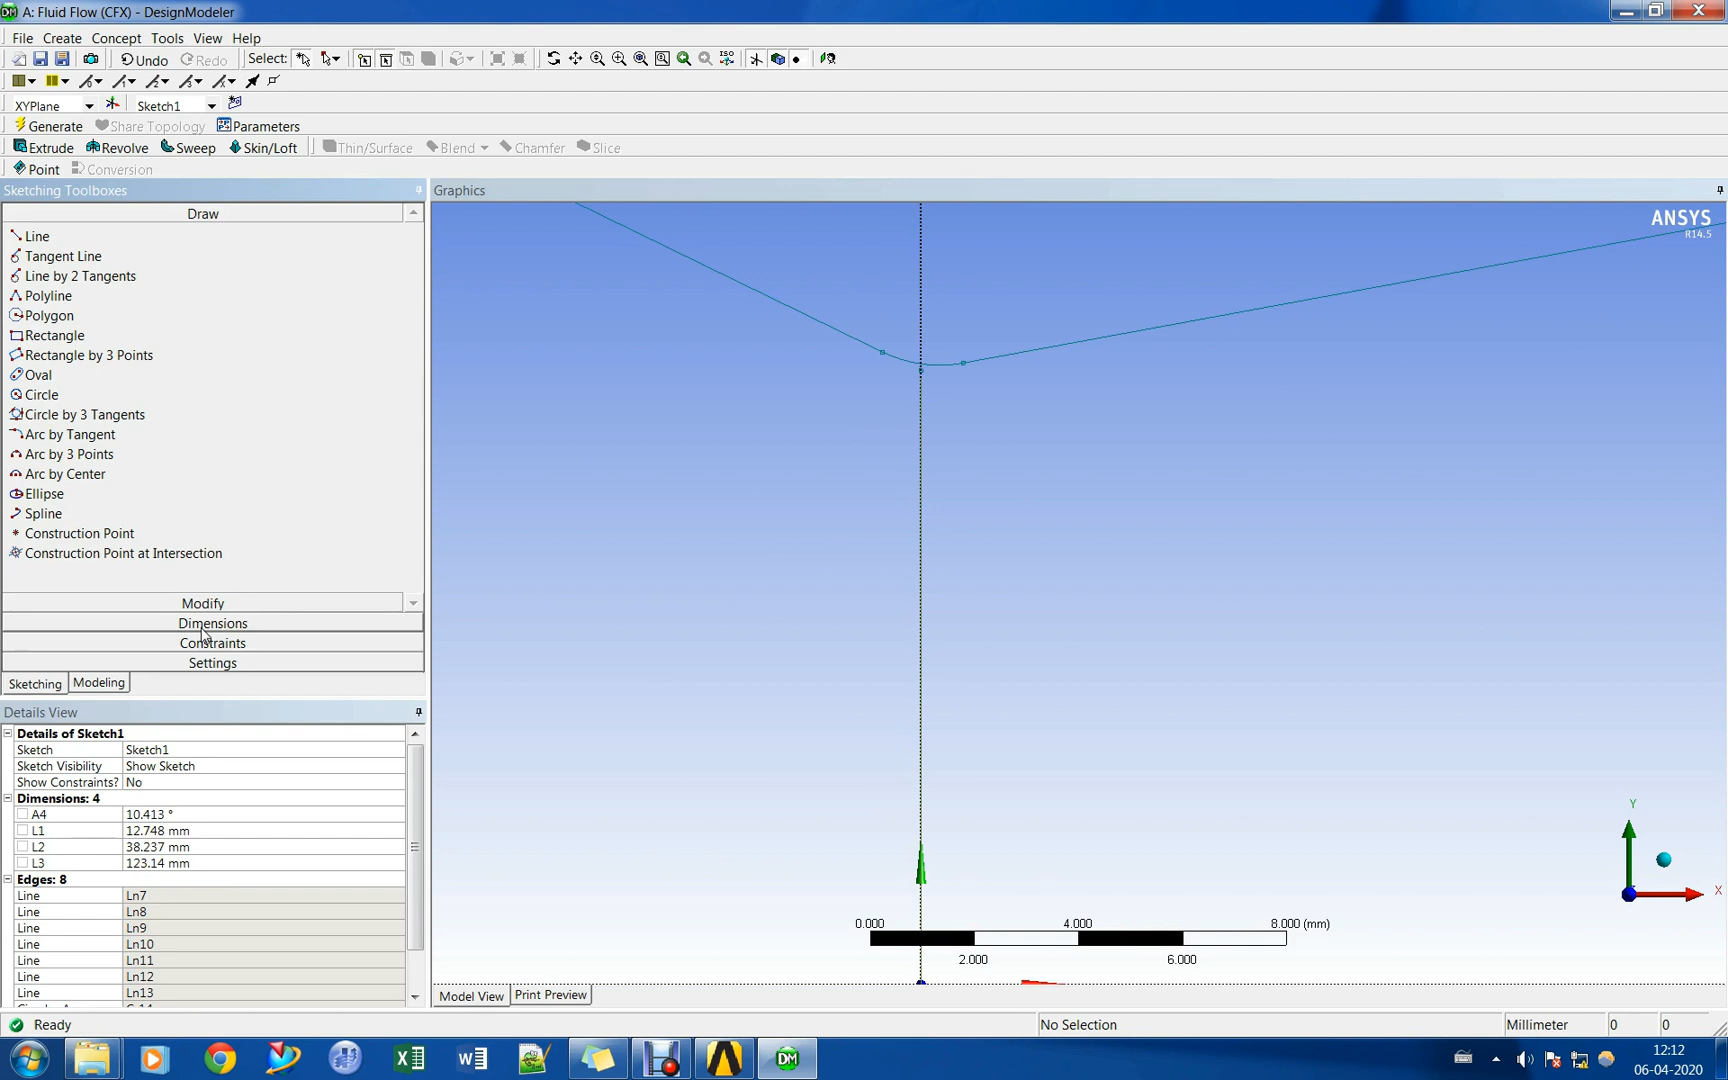 A: Fluid Flow (CFX) - DesignModeler
File Create Concept Tools View Help
Undo Redo Select: ISO
XYPlane Sketch1
Generate Share Topology Parameters
Extrude Revolve Sweep Skin/Loft Thin/Surface Blend Chamfer Slice
Point Conversion
Sketching Toolboxes
Draw
Line
Tangent Line
Line by 2 Tangents
Polyline
Polygon
Rectangle
Rectangle by 3 Points
Oval
Circle
Circle by 3 Tangents
Arc by Tangent
Arc by 3 Points
Arc by Center
Ellipse
Spline
Construction Point
Construction Point at Intersection
Modify
Dimensions
Constraints
Settings
Sketching Modeling
Details View
Details of Sketch1
Sketch Sketch1
Sketch Visibility Show Sketch
Show Constraints? No
Dimensions: 4
A4 10.413 °
L1 12.748 mm
L2 38.237 mm
L3 123.14 mm
Edges: 8
Line Ln7
Line Ln8
Line Ln9
Line Ln10
Line Ln11
Line Ln12
Line Ln13
Graphics
ANSYS
R14.5
Y
X
0.000 4.000 8.000 (mm)
2.000 6.000
Model View Print Preview
Ready No Selection Millimeter 0 0
DM
12:12
06-04-2020